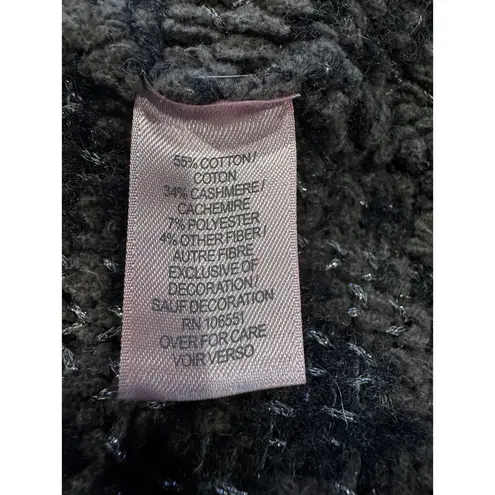 55% COTTON/
COTON
34% CASHMERE/
CACHEMIRE
7% POLYESTER
4% OTHER FIBER/
AUTRE FIBRE
EXCLUSIVE OF
DECORATION/
SAUF DECORATION
RN 106551
OVER FOR CARE
VOIR VERSO